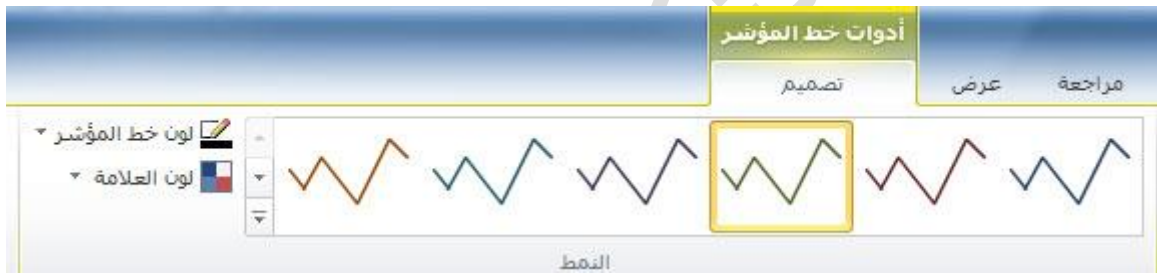 أدوات خط المؤشر
مراجعة عرض تصميم
لون خط المؤشر
لون العلامة
النمط